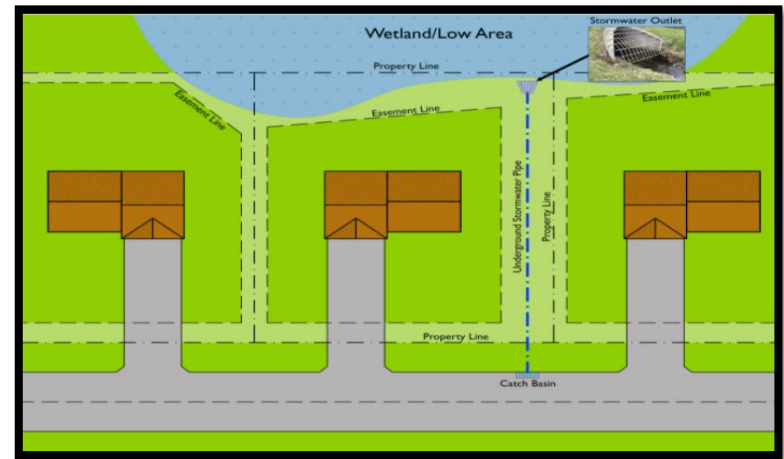 Stormwater Outlet
Wetland/Low Area
Property Line
Easement Line
Easement Line
Easement Line
Underground Stormwater Pipe
Property Line
Property Line
Catch Basin